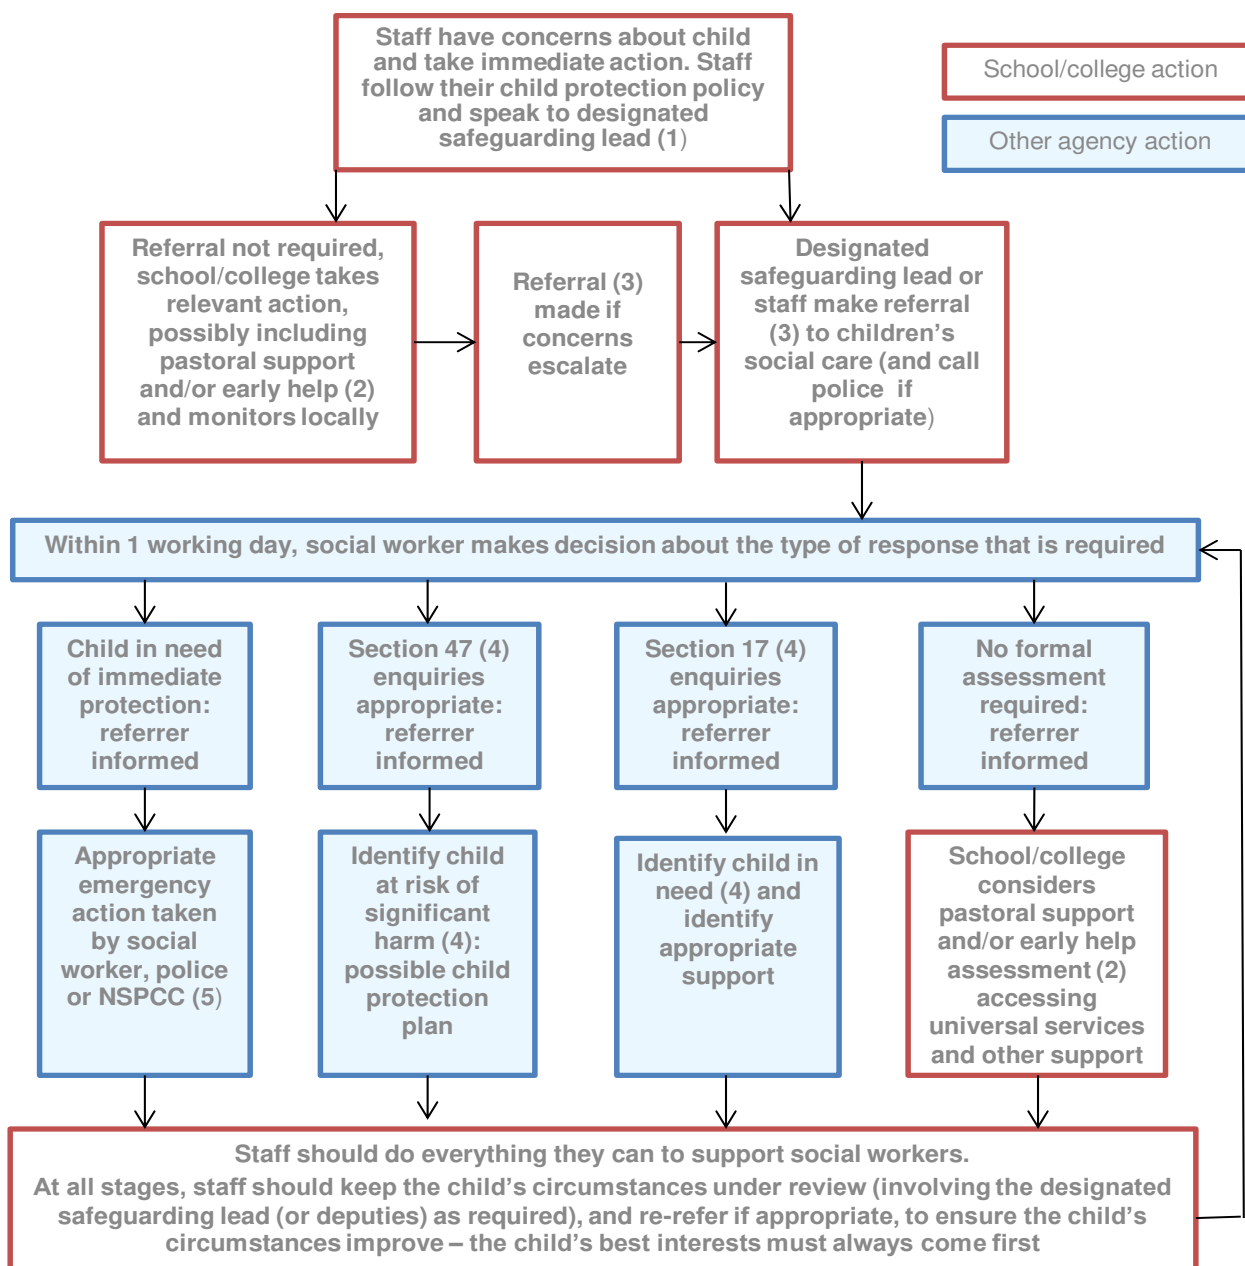 Staff have concerns about child
and take immediate action. Staff
follow their child protection policy
and speak to designated
safeguarding lead (1)
School/college action
Other agency action
Referral not required,
school/college takes
relevant action,
possibly including
pastoral support
and/or early help (2)
and monitors locally
Referral (3)
made if
concerns
escalate
Designated
safeguarding lead or
staff make referral
(3) to children’s
social care (and call
police if
appropriate)
Within 1 working day, social worker makes decision about the type of response that is required
Child in need
of immediate
protection:
referrer
informed
Section 47 (4)
enquiries
appropriate:
referrer
informed
Section 17 (4)
enquiries
appropriate:
referrer
informed
No formal
assessment
required:
referrer
informed
Appropriate
emergency
action taken
by social
worker, police
or NSPCC (5)
Identify child
at risk of
significant
harm (4):
possible child
protection
plan
Identify child in
need (4) and
identify
appropriate
support
School/college
considers
pastoral support
and/or early help
assessment (2)
accessing
universal services
and other support
Staff should do everything they can to support social workers.
At all stages, staff should keep the child’s circumstances under review (involving the designated
safeguarding lead (or deputies) as required), and re-refer if appropriate, to ensure the child’s
circumstances improve – the child’s best interests must always come first